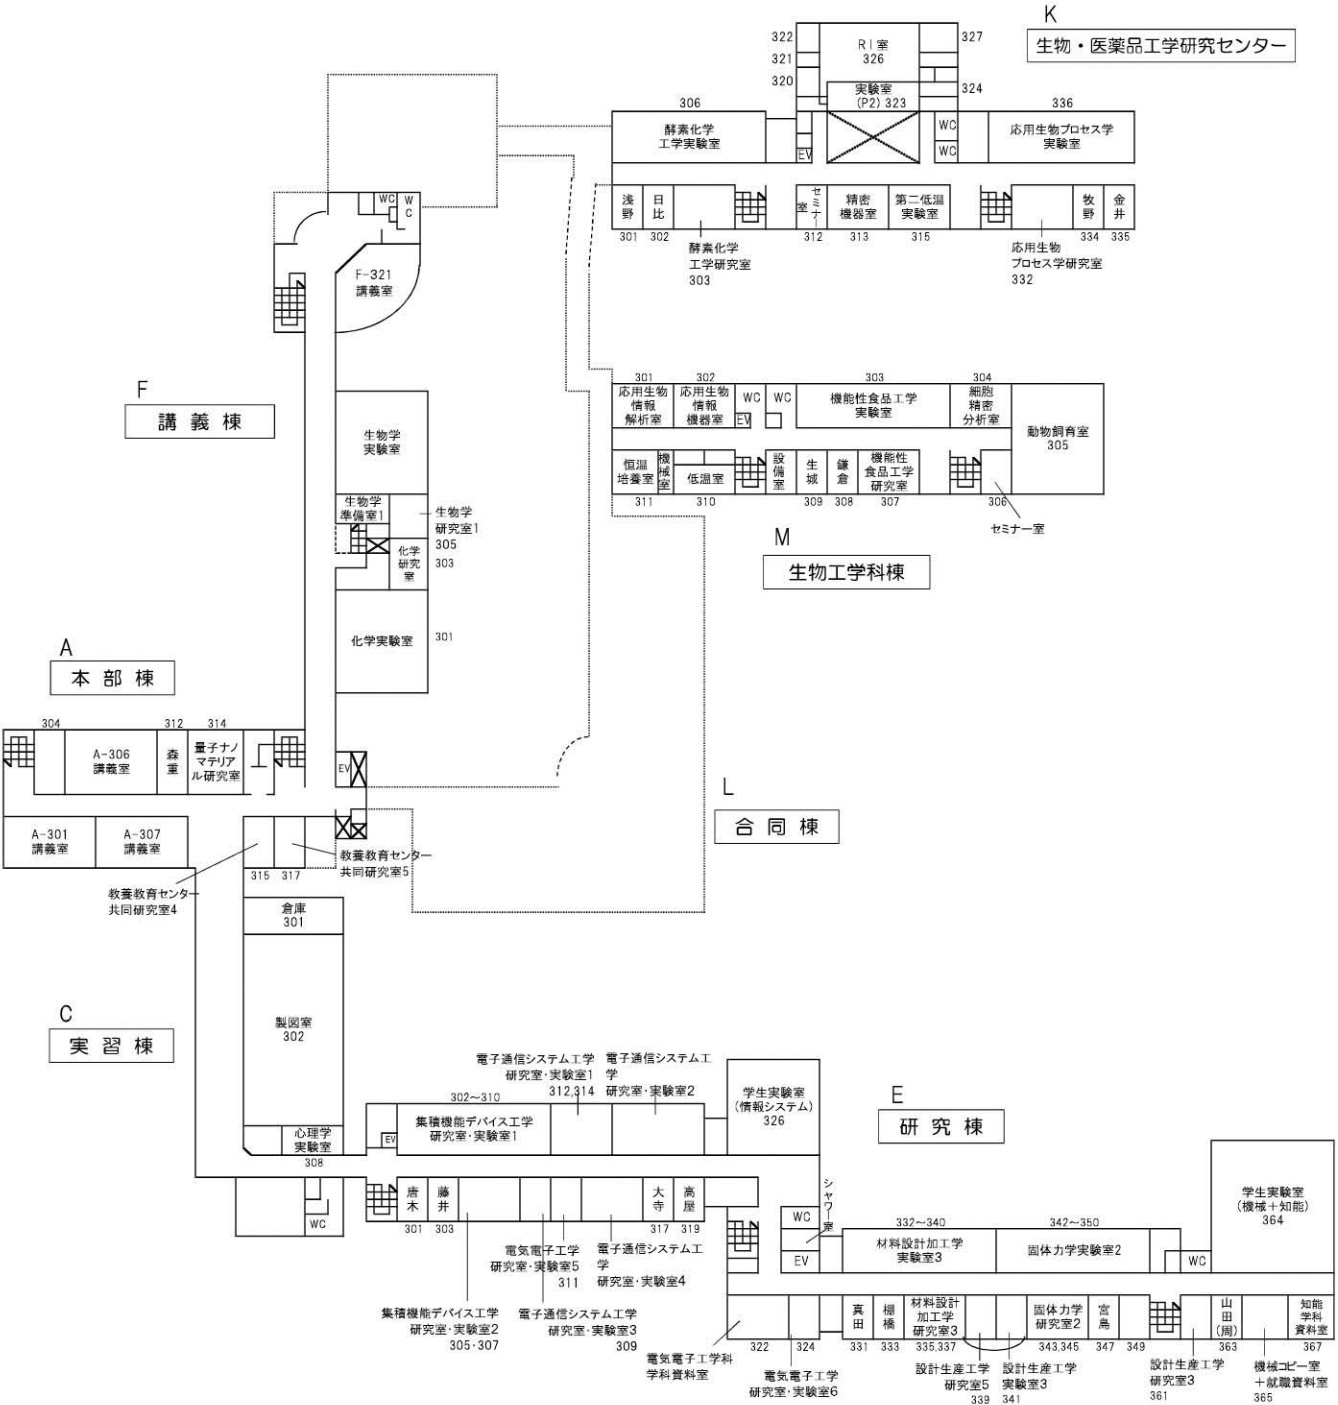 K
生物・医薬品工学研究センター
322
321
320
RI室
326
327
324
実験室
(P2) 323
306
酵素化学
工学実験室
EV
WC
WC
336
応用生物プロセス学
実験室
浅野
301
日比
302
酵素化学
工学研究室
303
セミナー室
312
精密
機器室
313
第二低温
実験室
315
応用生物
プロセス学研究室
332
牧野
334
金井
335
WC
WC
F-321
講義室
F
講義棟
生物学
実験室
生物学
準備室1
生物学
研究室1
305
化学
研究室
303
化学実験室
301
301
応用生物
情報
解析室
302
応用生物
情報
機器室
WC
EV
WC
303
機能性食品工学
実験室
304
細胞
精密
分析室
動物飼育室
305
恒温
培養室
311
機械室
低温室
310
設備室
生城
309
鎌倉
308
機能性
食品工学
研究室
307
306
セミナー室
M
生物工学科棟
A
本部棟
304
A-306
講義室
312
森重
314
量子ナノ
マテリア
ル研究室
EV
A-301
講義室
A-307
講義室
315
317
教養教育センター
共同研究室5
教養教育センター
共同研究室4
L
合同棟
倉庫
301
製図室
302
C
実習棟
心理学
実験室
308
WC
電子通信システム工学
研究室・実験室1
312,314
電子通信システム工
学
研究室・実験室2
302～310
集積機能デバイス工学
研究室・実験室1
EV
学生実験室
(情報システム)
326
E
研究棟
唐木
301
藤井
303
大寺
317
高屋
319
電気電子工学
研究室・実験室5
311
電子通信システム工
学
研究室・実験室4
集積機能デバイス工学
研究室・実験室2
305・307
電子通信システム工学
研究室・実験室3
309
シャワー室
WC
EV
332～340
材料設計加工学
実験室3
342～350
固体力学実験室2
WC
学生実験室
(機械+知能)
364
322
324
電気電子工学科
学科資料室
電気電子工学
研究室・実験室6
真田
331
棚橋
333
材料設計
加工学
研究室3
335,337
設計生産工学
研究室5
339
設計生産工学
実験室3
341
固体力学
研究室2
343,345
宮島
347
349
設計生産工学
研究室3
361
山田(周)
363
機械コピー室
+就職資料室
365
知能
学科
資料室
367